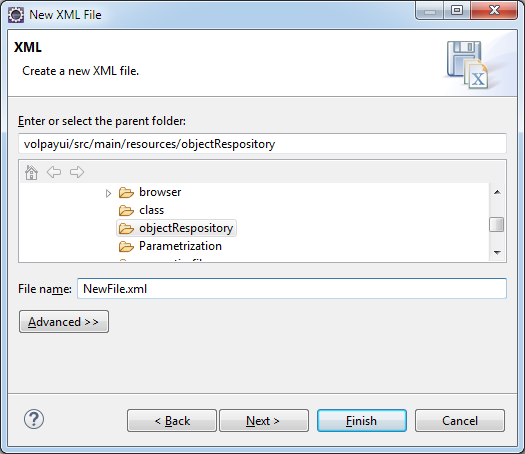 New XML File
XML
Create a new XML file.
X
Enter or select the parent folder:
volpayui/src/main/resources/objectRespository
browser
class
objectRespository
Parametrization
File name: NewFile.xml
Advanced >>
? < Back Next > Finish Cancel